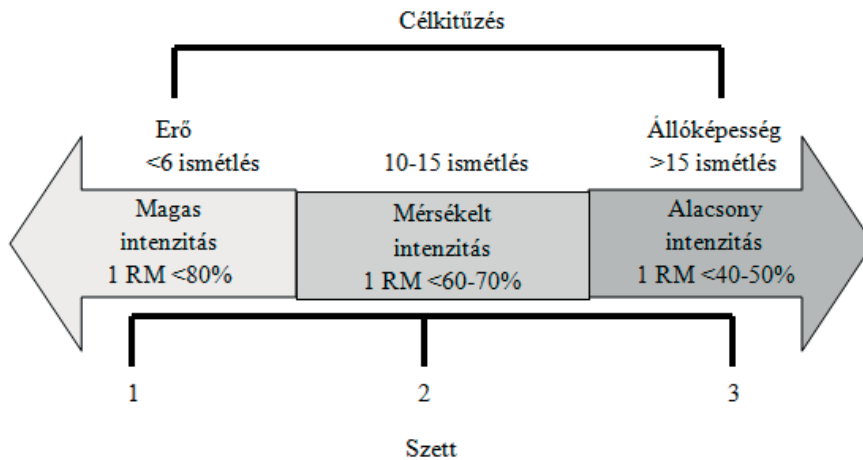 Célkitűzés
Erő
<6 ismétlés
10-15 ismétlés
Állóképesség
>15 ismétlés
Magas
intenzitás
1 RM <80%
Mérsékelt
intenzitás
1 RM <60-70%
Alacsony
intenzitás
1 RM <40-50%
1
2
3
Szett